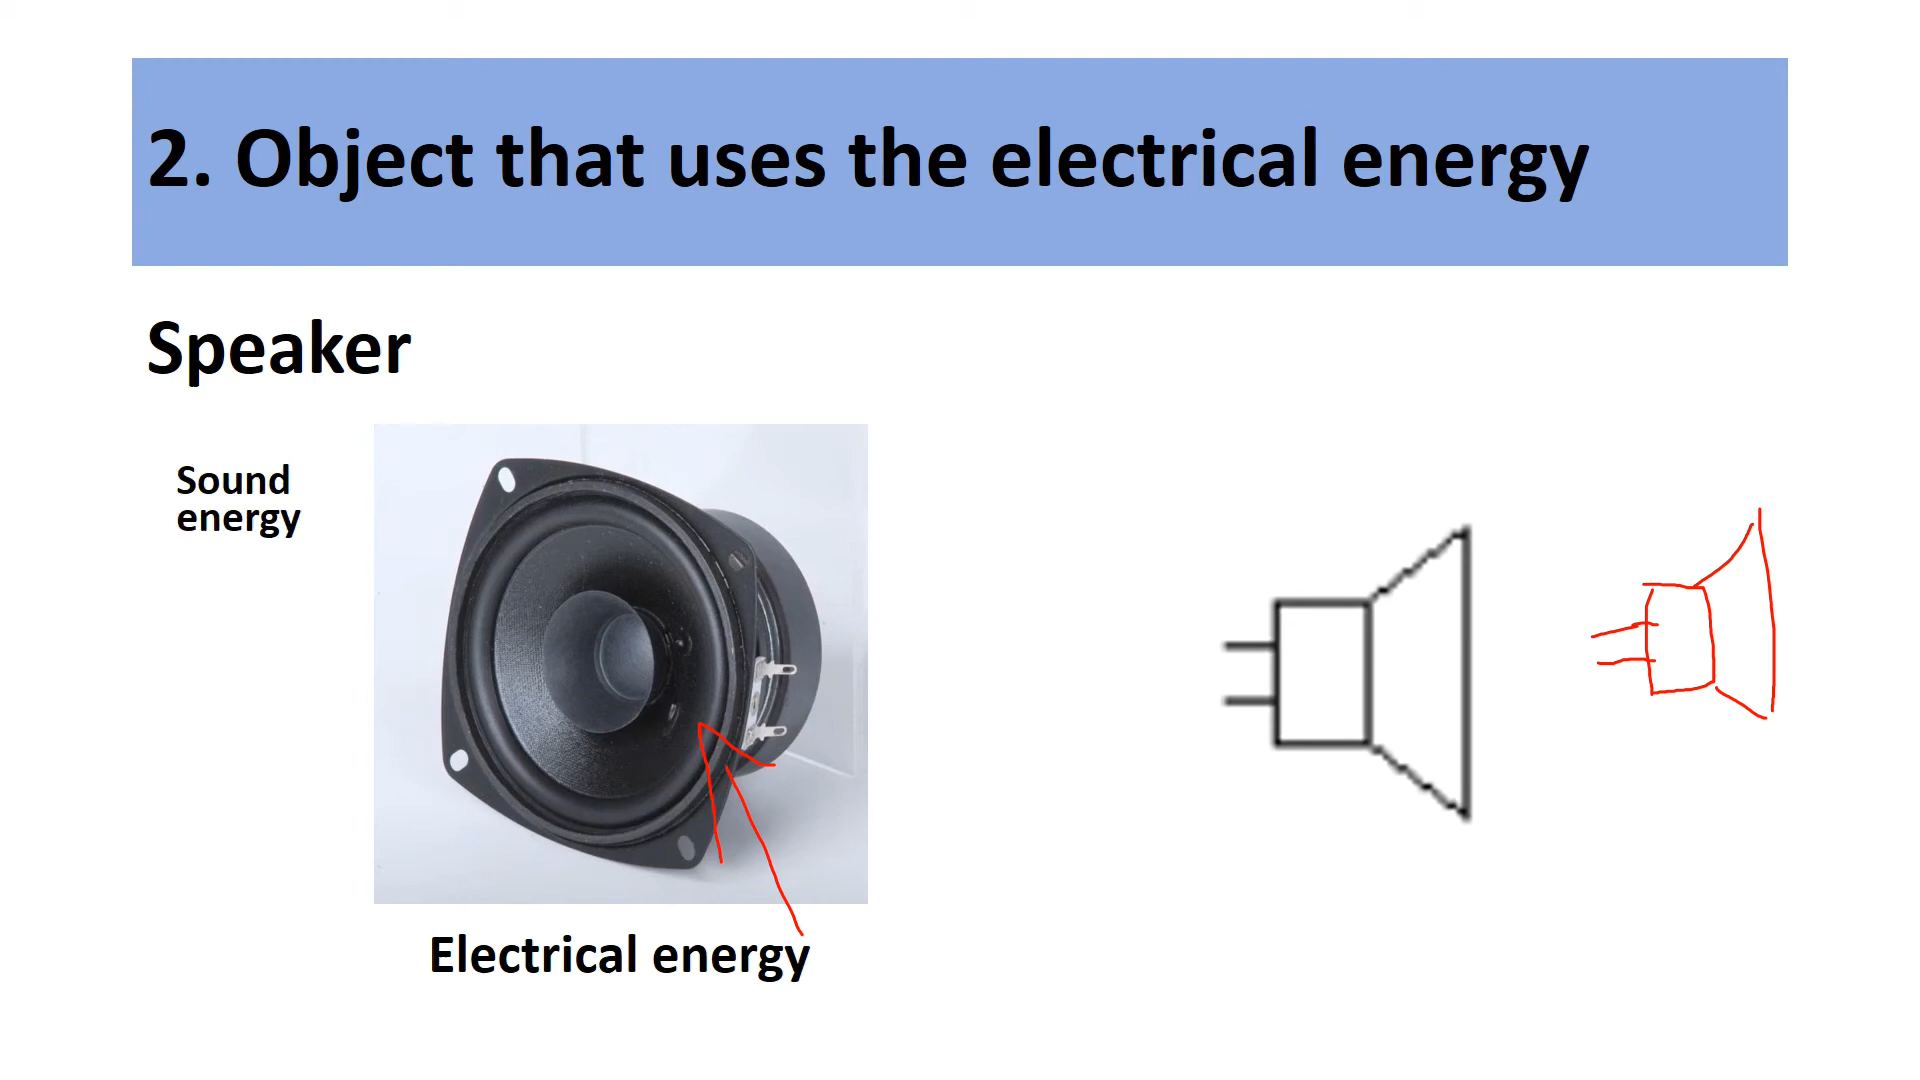 2. Object that uses the electrical energy
Speaker
Sound
energy
Electrical energy